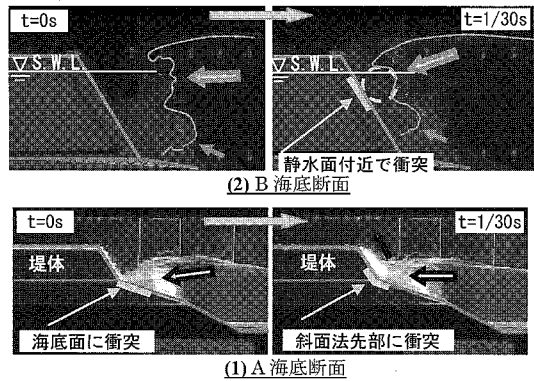 t=0s
t=1/30s
▽S.W.L.
▽S.W.L.
静水面付近で衝突
(2) B 海底断面
t=0s
t=1/30s
堤体
堤体
海底面に衝突
斜面法先部に衝突
(1) A 海底断面